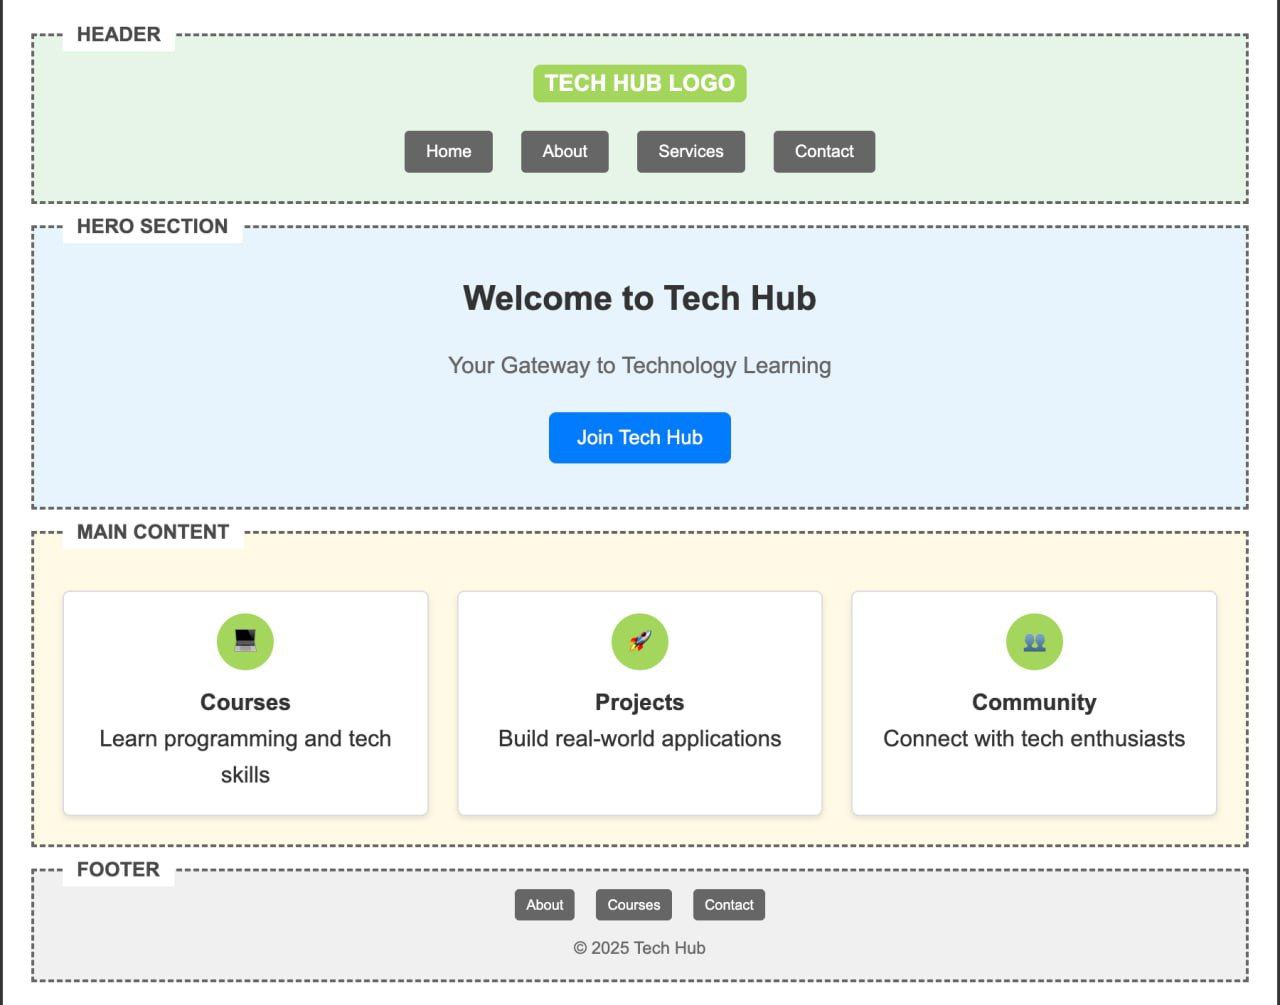 HEADER
TECH HUB LOGO
Home
About
Services
Contact
HERO SECTION
Welcome to Tech Hub
Your Gateway to Technology Learning
Join Tech Hub
MAIN CONTENT
Courses
Learn programming and tech
skills
Projects
Build real-world applications
Community
Connect with tech enthusiasts
FOOTER
About
Courses
Contact
© 2025 Tech Hub